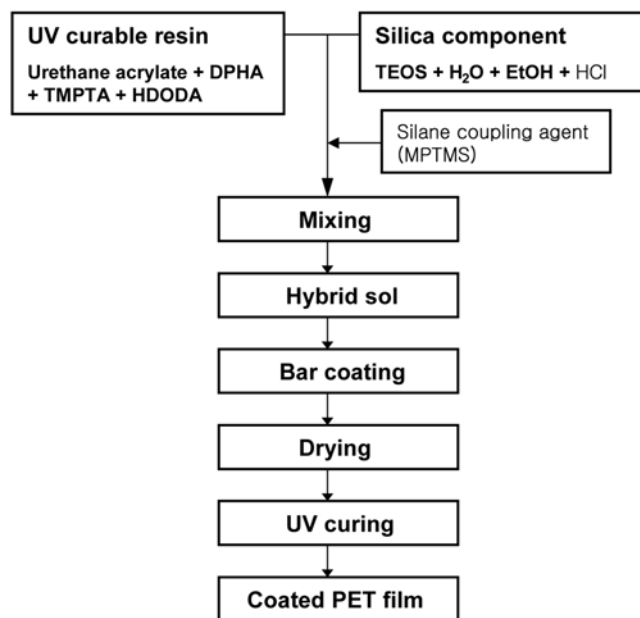 UV curable resin
Urethane acrylate + DPHA
+ TMPTA + HDODA
Silica component
TEOS + H₂O + EtOH + HCl
Silane coupling agent
(MPTMS)
Mixing
Hybrid sol
Bar coating
Drying
UV curing
Coated PET film